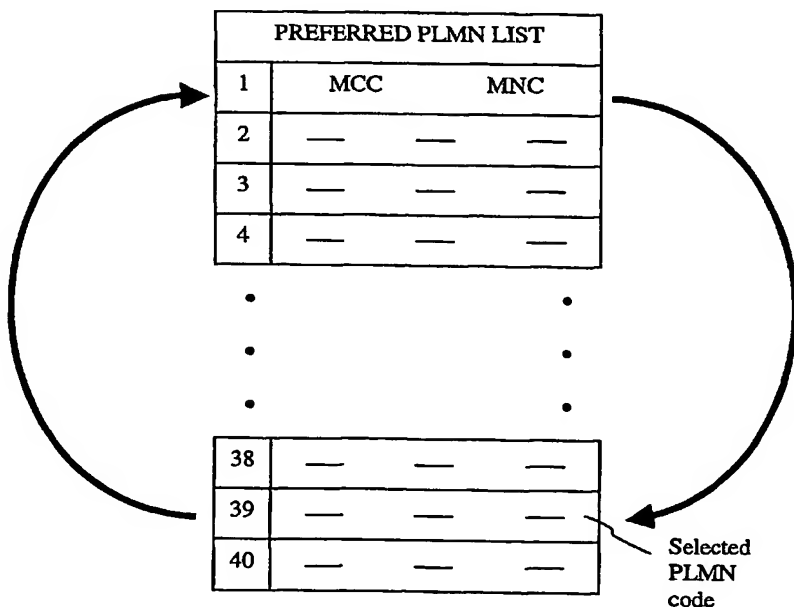 PREFERRED PLMN LIST
1 MCC MNC
2 — — —
3 — — —
4 — — —
38 — — —
39 — — —
40 — — —
Selected
PLMN
code